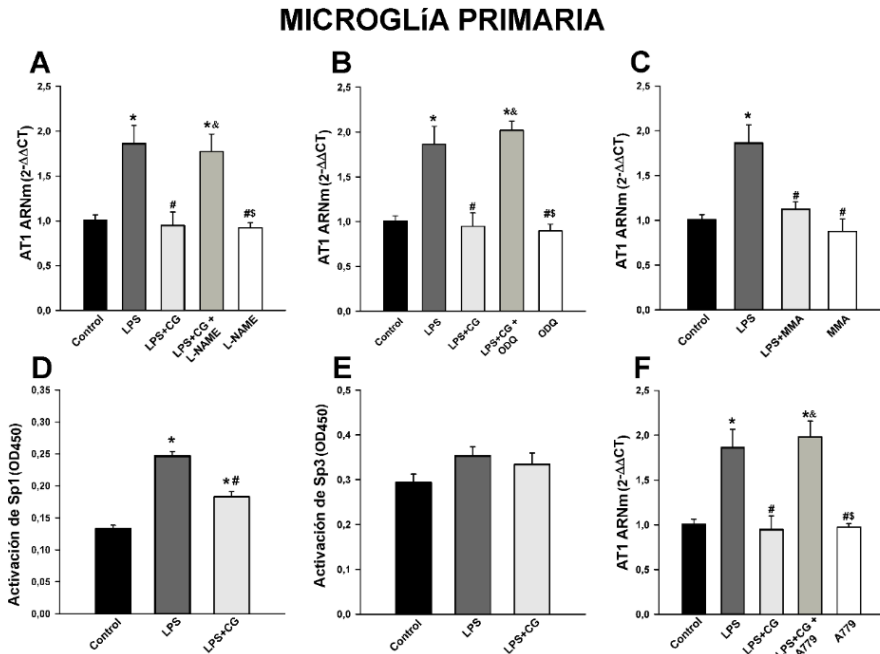 MICROGLíA PRIMARIA
A
AT1 ARNm (2-ΔΔCT)
2,5
2,0
1,5
1,0
0,5
0,0
*
#
*&
#$
Control
LPS
LPS+CG
LPS+CG +
L-NAME
L-NAME
B
AT1 ARNm (2-ΔΔCT)
2,5
2,0
1,5
1,0
0,5
0,0
*
#
*&
#$
Control
LPS
LPS+CG
LPS+CG +
ODQ
ODQ
C
AT1 ARNm (2-ΔΔCT)
2,5
2,0
1,5
1,0
0,5
0,0
*
#
#
Control
LPS
LPS+MMA
MMA
D
Activación de Sp1 (OD450)
0,35
0,30
0,25
0,20
0,15
0,10
0,05
0,00
*
*#
Control
LPS
LPS+CG
E
Activación de Sp3 (OD450)
0,5
0,4
0,3
0,2
0,1
0,0
Control
LPS
LPS+CG
F
AT1 ARNm (2-ΔΔCT)
2,5
2,0
1,5
1,0
0,5
0,0
*
#
*&
#$
Control
LPS
LPS+CG
LPS+CG +
A779
A779